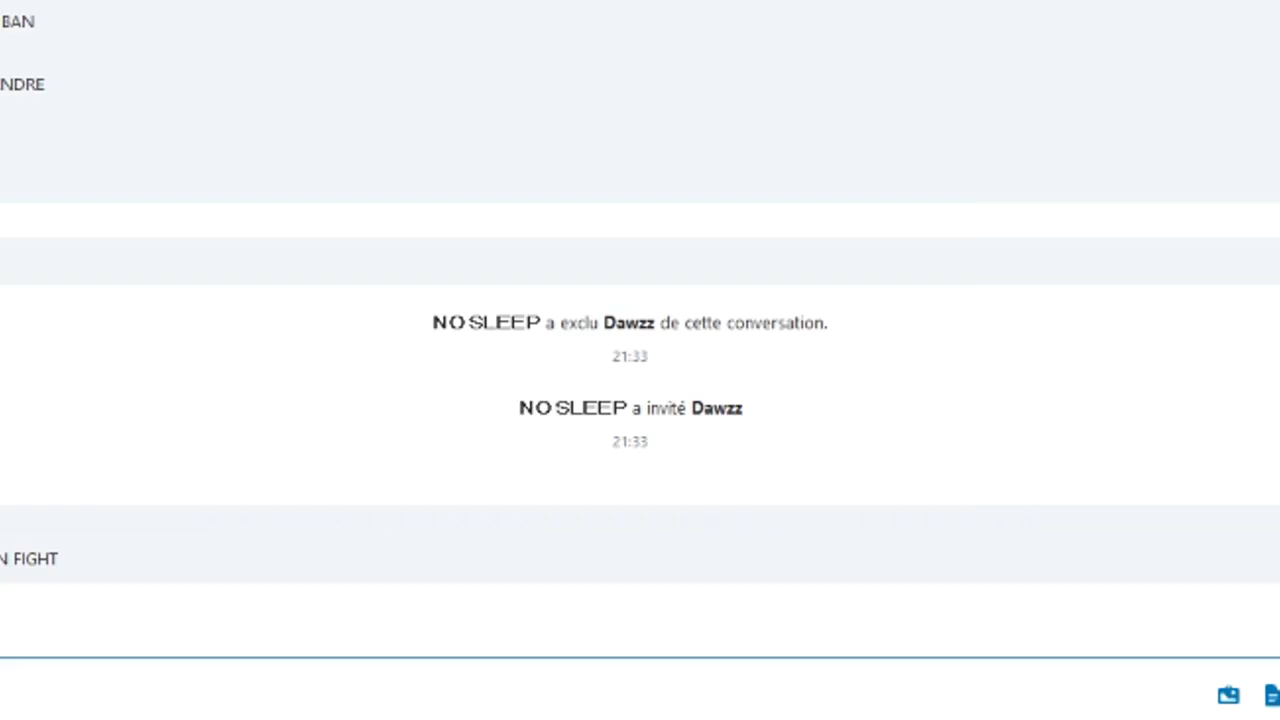 BAN
NDRE
NO SLEEP a exclu Dawzz de cette conversation.
21:33
NO SLEEP a invité Dawzz
21:33
N FIGHT